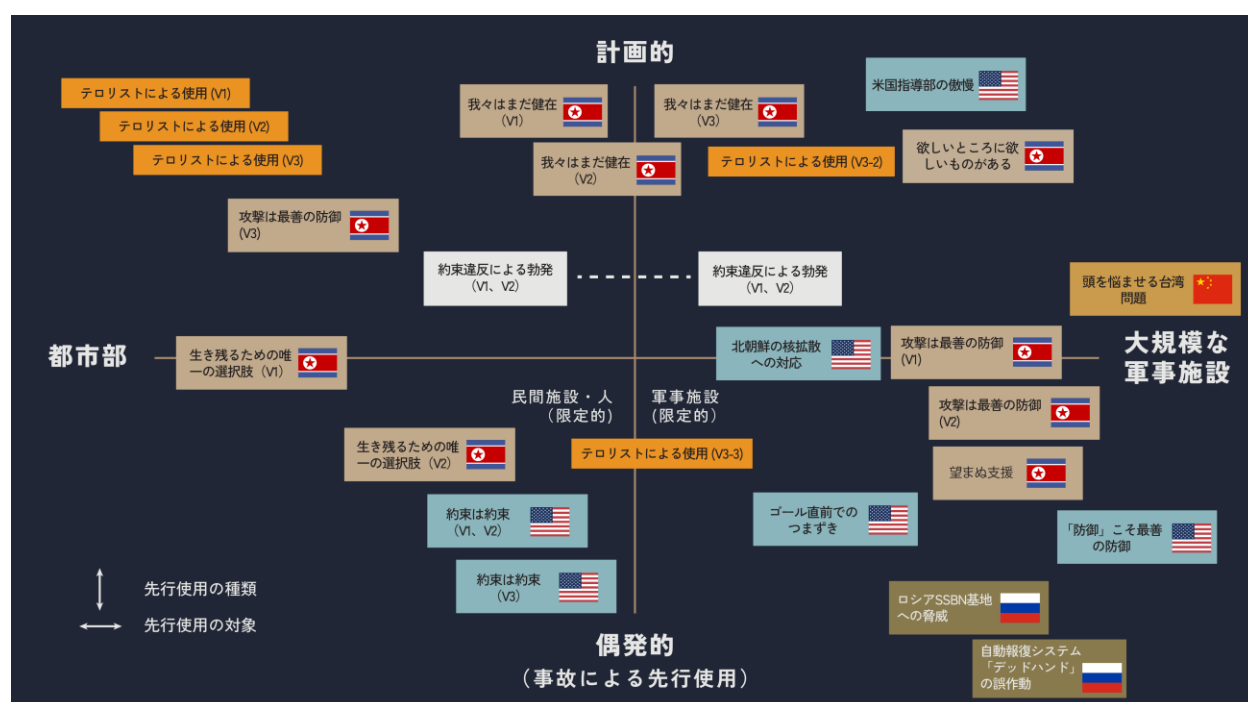 計画的
テロリストによる使用 (V1)
テロリストによる使用 (V2)
テロリストによる使用 (V3)
我々はまだ健在
(V1)
我々はまだ健在
(V3)
米国指導部の傲慢
我々はまだ健在
(V2)
テロリストによる使用 (V3-2)
欲しいところに欲
しいものがある
攻撃は最善の防御
(V3)
約束違反による勃発
(V1、V2)
約束違反による勃発
(V1、V2)
頭を悩ませる台湾
問題
都市部
生き残るための唯
一の選択肢（V1）
北朝鮮の核拡散
への対応
攻撃は最善の防御
(V1)
大規模な
軍事施設
民間施設・人
（限定的）
軍事施設
（限定的）
攻撃は最善の防御
(V2)
生き残るための唯
一の選択肢（V2）
テロリストによる使用 (V3-3)
望まぬ支援
約束は約束
(V1、V2)
ゴール直前での
つまずき
「防御」こそ最善
の防御
約束は約束
(V3)
先行使用の種類
先行使用の対象
ロシアSSBN基地
への脅威
偶発的
（事故による先行使用）
自動報復システム
「デッドハンド」
の誤作動